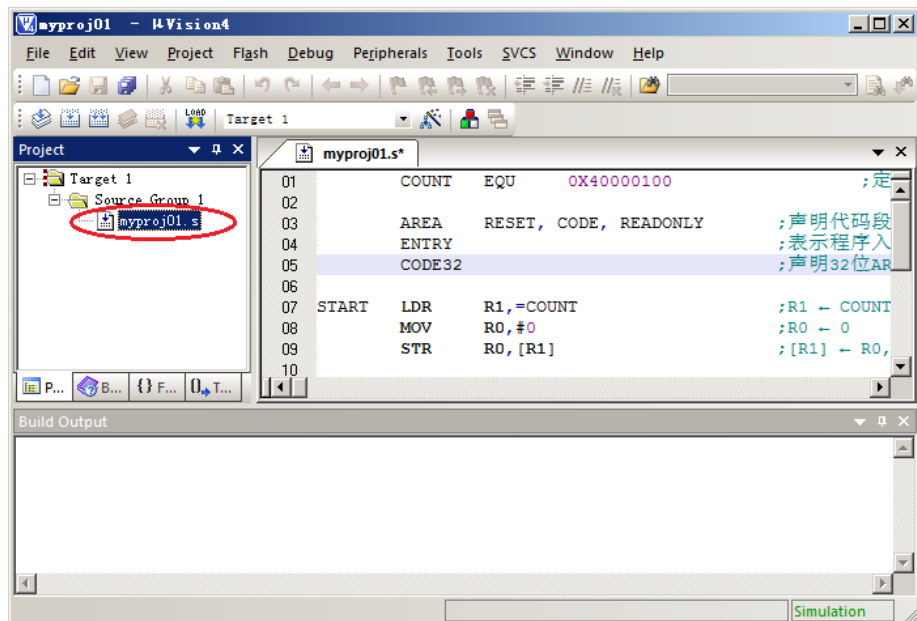 myproj01 - µVision4
File Edit View Project Flash Debug Peripherals Tools SVCS Window Help
LOAD Target 1
Project
myproj01.s*
Target 1
Source Group 1
myproj01.s
01 COUNT EQU 0X40000100 ;定
02
03 AREA RESET, CODE, READONLY ;声明代码段
04 ENTRY ;表示程序入
05 CODE32 ;声明32位AR
06
07 START LDR R1,=COUNT ;R1 ← COUNT
08 MOV R0,#0 ;R0 ← 0
09 STR R0,[R1] ;[R1] ← R0,
10
P... B... {} F... 0 T...
Build Output
Simulation